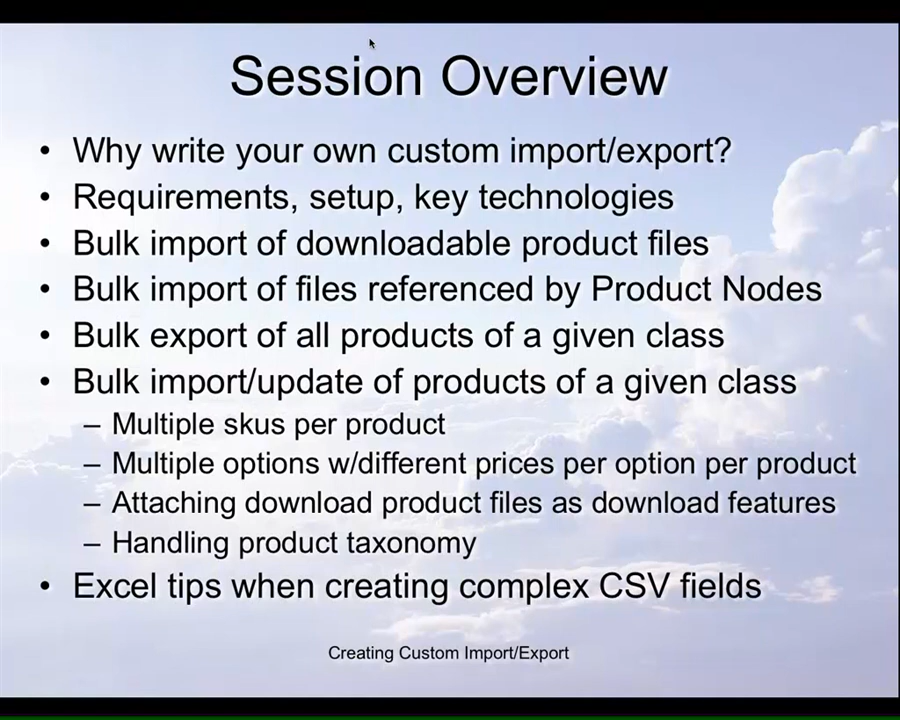 Session Overview
• Why write your own custom import/export?
• Requirements, setup, key technologies
• Bulk import of downloadable product files
• Bulk import of files referenced by Product Nodes
• Bulk export of all products of a given class
• Bulk import/update of products of a given class
– Multiple skus per product
– Multiple options w/different prices per option per product
– Attaching download product files as download features
– Handling product taxonomy
• Excel tips when creating complex CSV fields
Creating Custom Import/Export